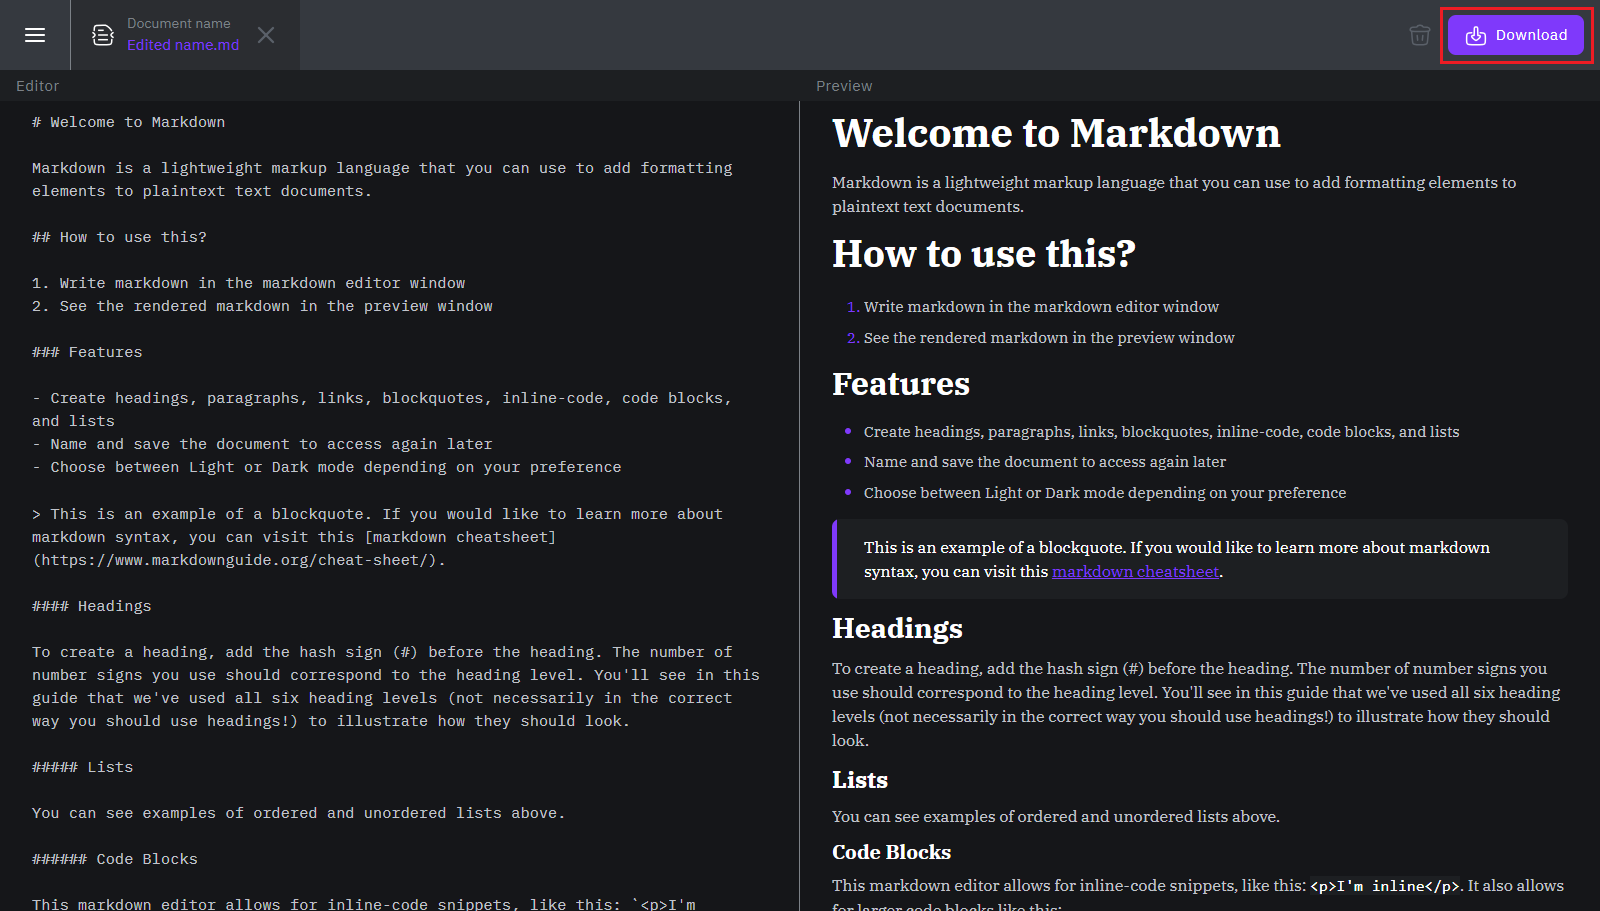 Document name
Edited name.md
Download
Editor
Preview
# Welcome to Markdown
Markdown is a lightweight markup language that you can use to add formatting
elements to plaintext text documents.
## How to use this?
1. Write markdown in the markdown editor window
2. See the rendered markdown in the preview window
### Features
- Create headings, paragraphs, links, blockquotes, inline-code, code blocks,
and lists
- Name and save the document to access again later
- Choose between Light or Dark mode depending on your preference
> This is an example of a blockquote. If you would like to learn more about
markdown syntax, you can visit this [markdown cheatsheet]
(https://www.markdownguide.org/cheat-sheet/).
#### Headings
To create a heading, add the hash sign (#) before the heading. The number of
number signs you use should correspond to the heading level. You'll see in this
guide that we've used all six heading levels (not necessarily in the correct
way you should use headings!) to illustrate how they should look.
##### Lists
You can see examples of ordered and unordered lists above.
###### Code Blocks
This markdown editor allows for inline-code snippets, like this: `<p>I'm
Welcome to Markdown
Markdown is a lightweight markup language that you can use to add formatting elements to
plaintext text documents.
How to use this?
1. Write markdown in the markdown editor window
2. See the rendered markdown in the preview window
Features
• Create headings, paragraphs, links, blockquotes, inline-code, code blocks, and lists
• Name and save the document to access again later
• Choose between Light or Dark mode depending on your preference
This is an example of a blockquote. If you would like to learn more about markdown
syntax, you can visit this markdown cheatsheet.
Headings
To create a heading, add the hash sign (#) before the heading. The number of number signs you
use should correspond to the heading level. You'll see in this guide that we've used all six heading
levels (not necessarily in the correct way you should use headings!) to illustrate how they should
look.
Lists
You can see examples of ordered and unordered lists above.
Code Blocks
This markdown editor allows for inline-code snippets, like this: <p>I'm inline</p>. It also allows
for larger code blocks like this: